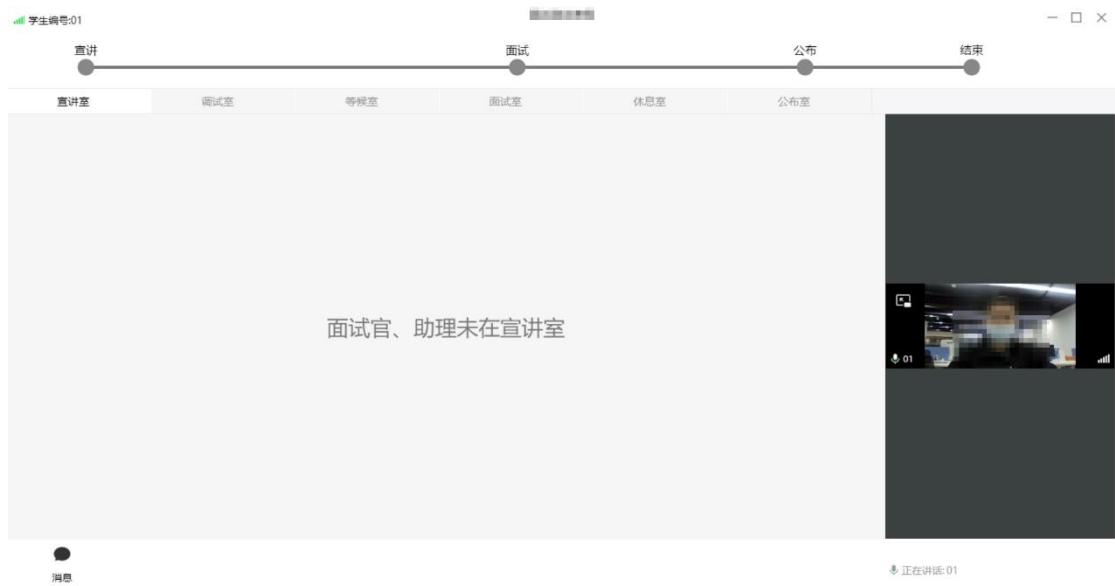 学生编号:01
宣讲 面试 公布 结束
宣讲室 调试室 等候室 面试室 休息室 公布室
面试官、助理未在宣讲室
01
消息
正在讲话:01